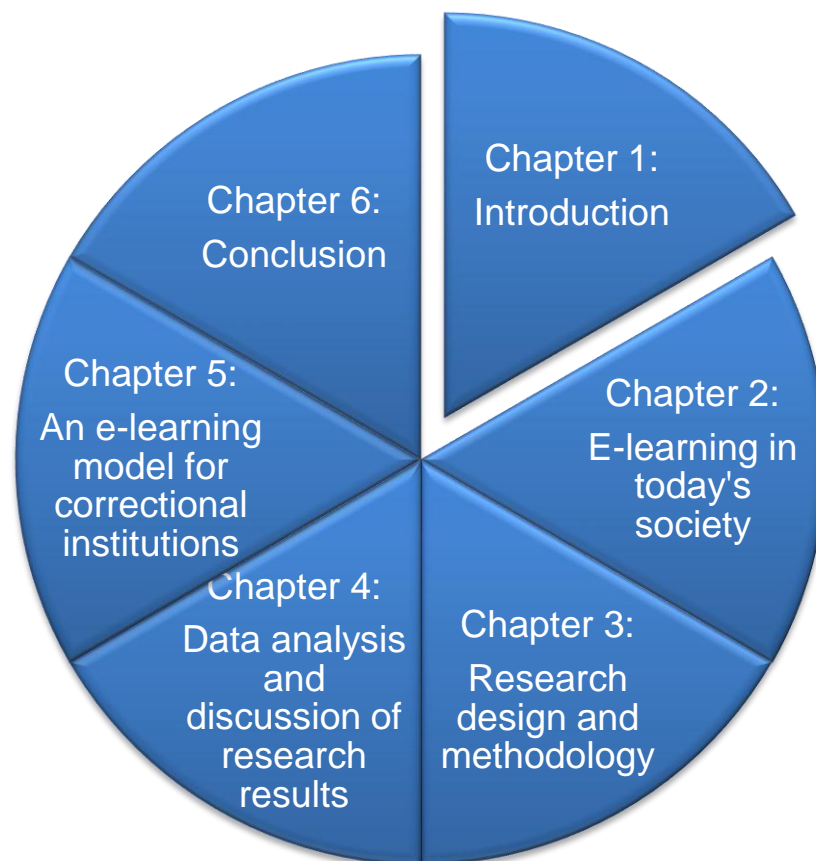 Chapter 1:
Introduction
Chapter 2:
E-learning in
today's
society
Chapter 3:
Research
design and
methodology
Chapter 4:
Data analysis
and
discussion of
research
results
Chapter 5:
An e-learning
model for
correctional
institutions
Chapter 6:
Conclusion